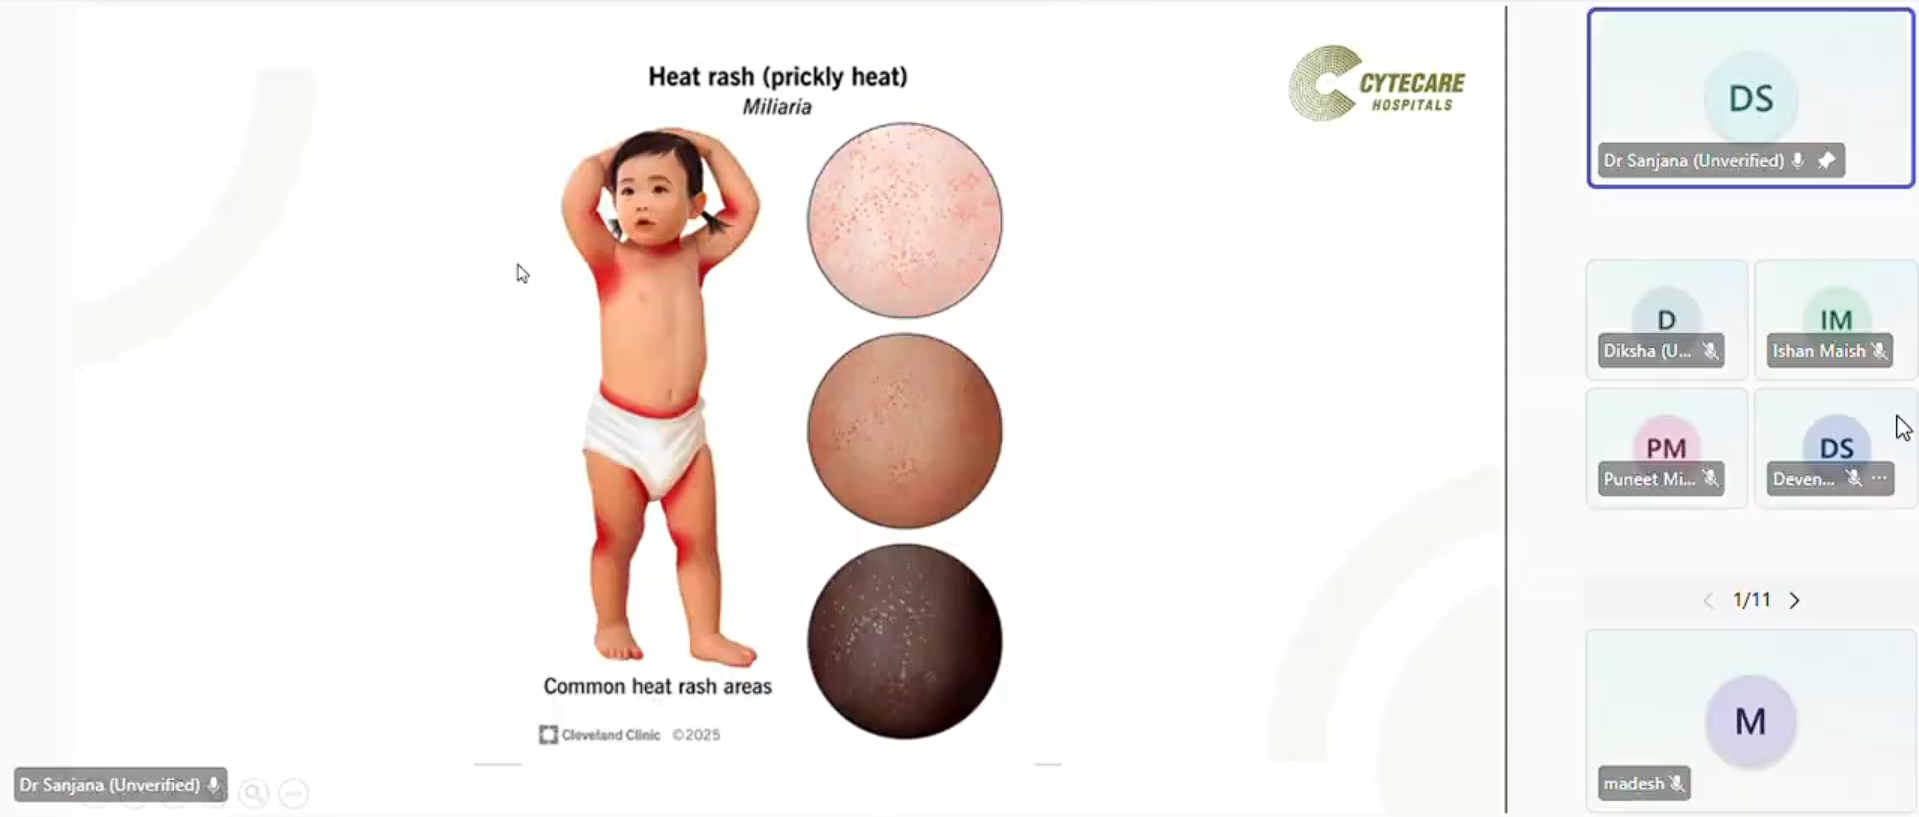 Heat rash (prickly heat)
Miliaria
CYTECARE
HOSPITALS
Common heat rash areas
Cleveland Clinic ©2025
Dr Sanjana (Unverified)
DS
Dr Sanjana (Unverified)
D
Diksha (U...
IM
Ishan Maish
PM
Puneet Mi...
DS
Deven...
1/11
M
madesh